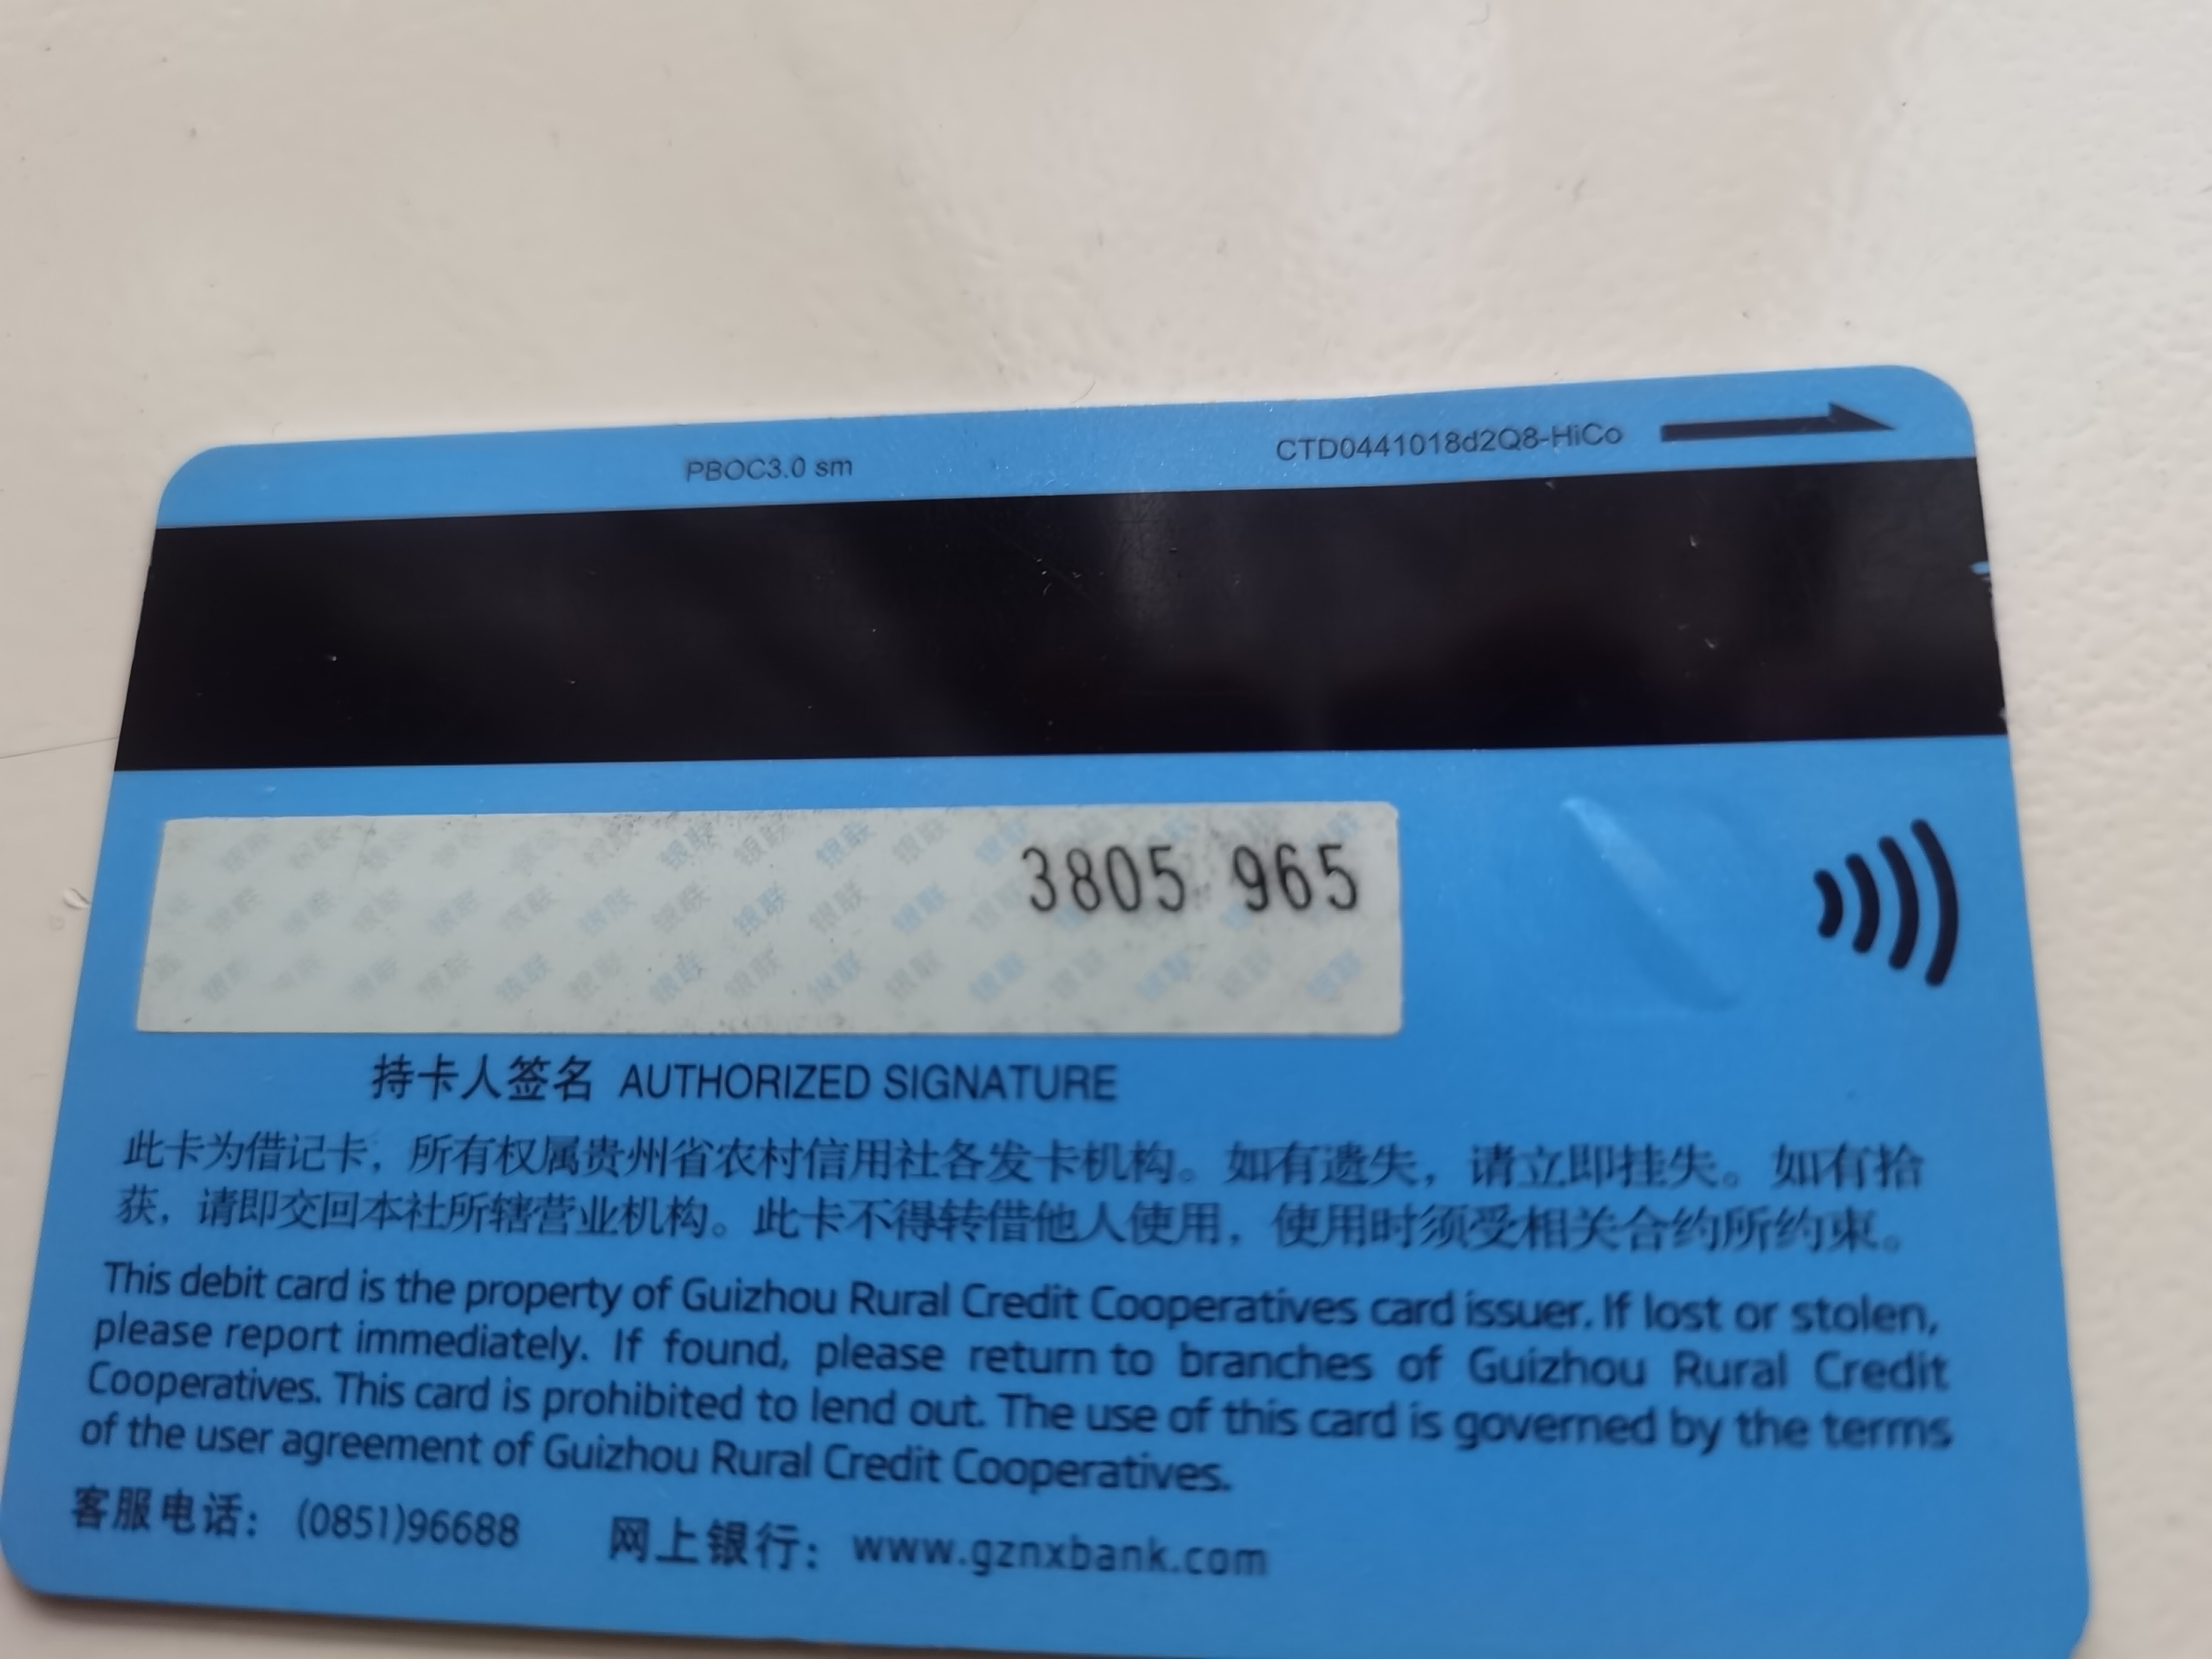 PBOC3.0 sm CTD0441018d2Q8-HiCo
3805 965
持卡人签名 AUTHORIZED SIGNATURE
此卡为借记卡，所有权属贵州省农村信用社各发卡机构。如有遗失，请立即挂失。如有拾
获，请即交回本社所辖营业机构。此卡不得转借他人使用，使用时须受相关合约所约束。
This debit card is the property of Guizhou Rural Credit Cooperatives card issuer. If lost or stolen,
please report immediately. If found, please return to branches of Guizhou Rural Credit
Cooperatives. This card is prohibited to lend out. The use of this card is governed by the terms
of the user agreement of Guizhou Rural Credit Cooperatives.
客服电话：(0851)96688 网上银行：www.gznxbank.com